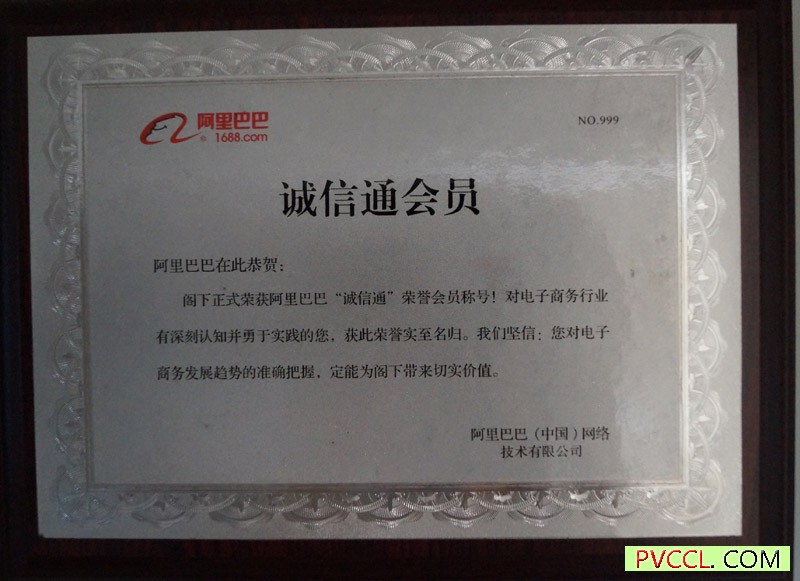 阿里巴巴
® 1688.com
NO.999
诚信通会员
阿里巴巴在此恭贺：
阁下正式荣获阿里巴巴“诚信通”荣誉会员称号！对电子商务行业
有深刻认知并勇于实践的您，获此荣誉实至名归。我们坚信：您对电子
商务发展趋势的准确把握，定能为阁下带来切实价值。
阿里巴巴（中国）网络
技术有限公司
PVCCL.COM